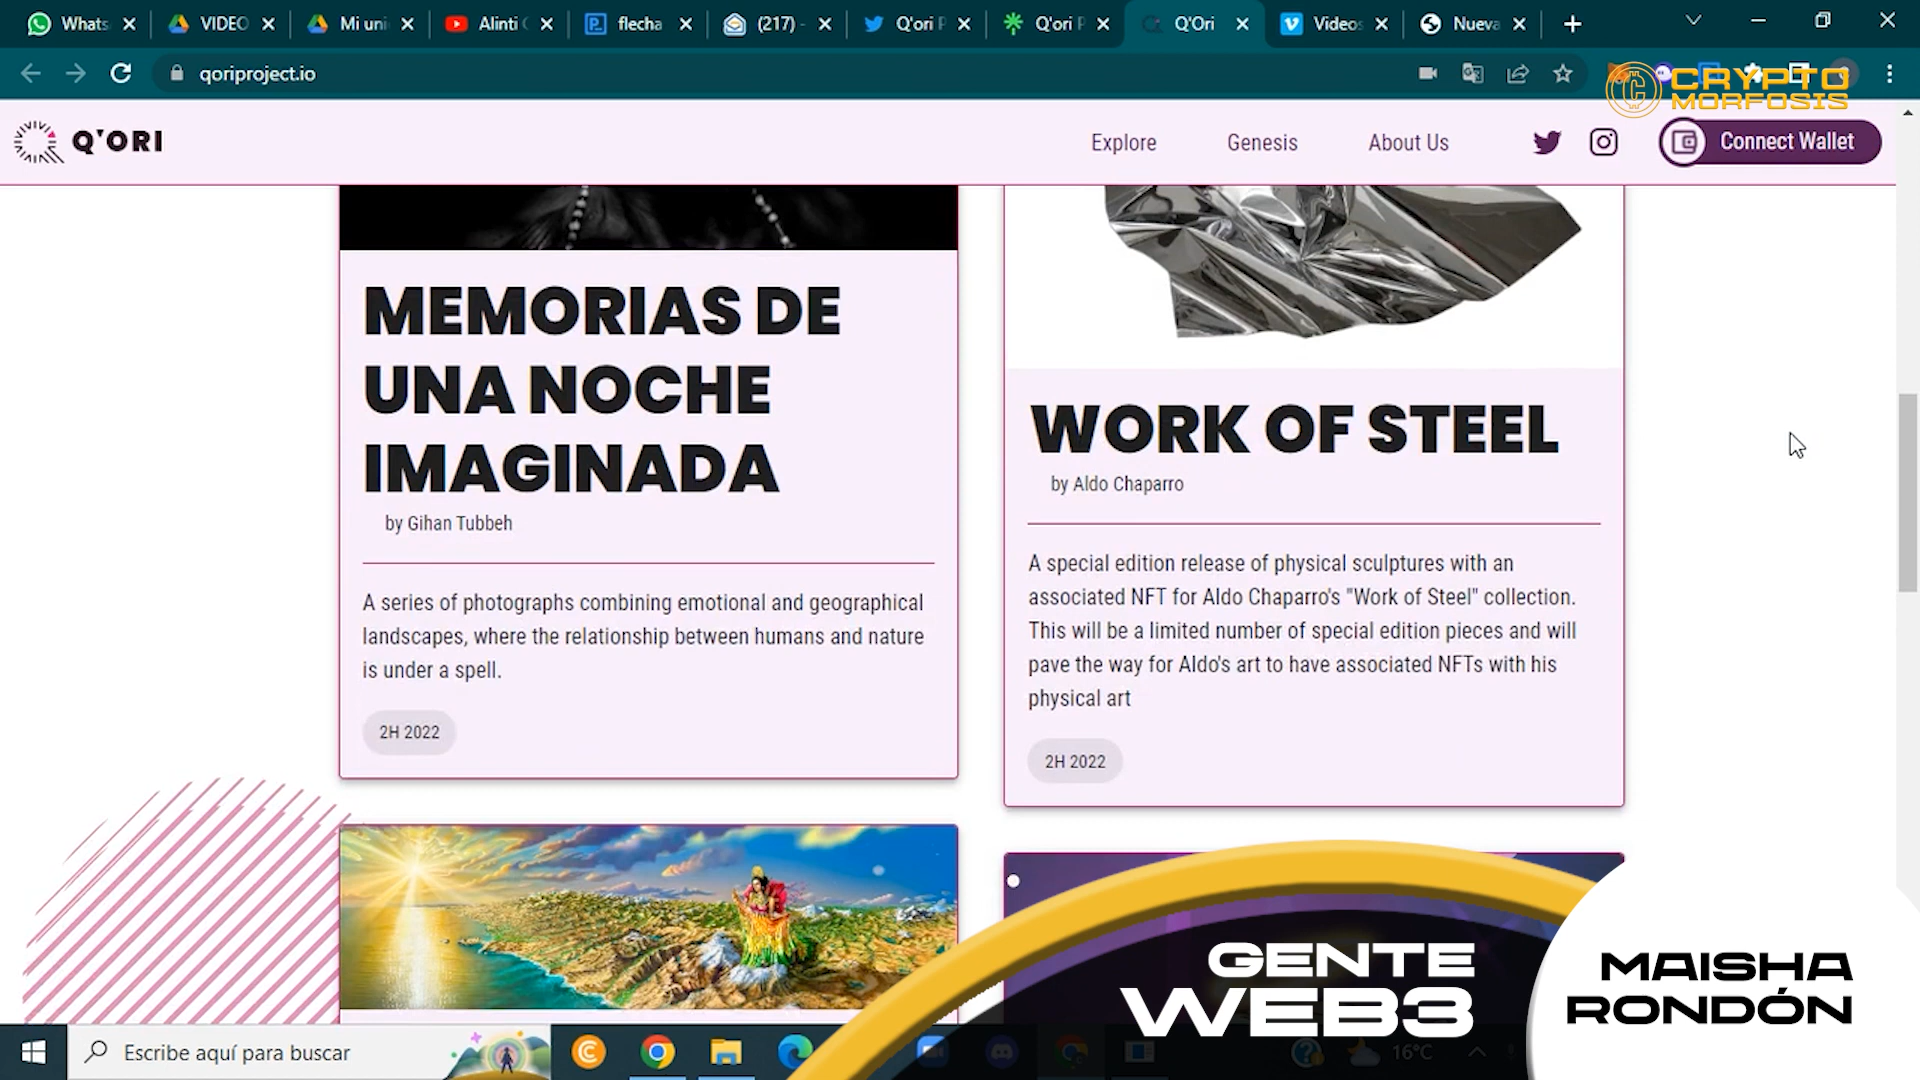 Whats
VIDEO
Mi uni
Alinti
flecha
(217) -
Q'ori P
Q'ori P
Q'Ori
Videos
Nueva
qoriproject.io
CRYPTO
MORFOSIS
Q'ORI
Explore
Genesis
About Us
Connect Wallet
MEMORIAS DE
UNA NOCHE
IMAGINADA
by Gihan Tubbeh
A series of photographs combining emotional and geographical
landscapes, where the relationship between humans and nature
is under a spell.
2H 2022
WORK OF STEEL
by Aldo Chaparro
A special edition release of physical sculptures with an
associated NFT for Aldo Chaparro's "Work of Steel" collection.
This will be a limited number of special edition pieces and will
pave the way for Aldo's art to have associated NFTs with his
physical art
2H 2022
GENTE
WEB3
MAISHA
RONDÓN
Escribe aquí para buscar
16°C